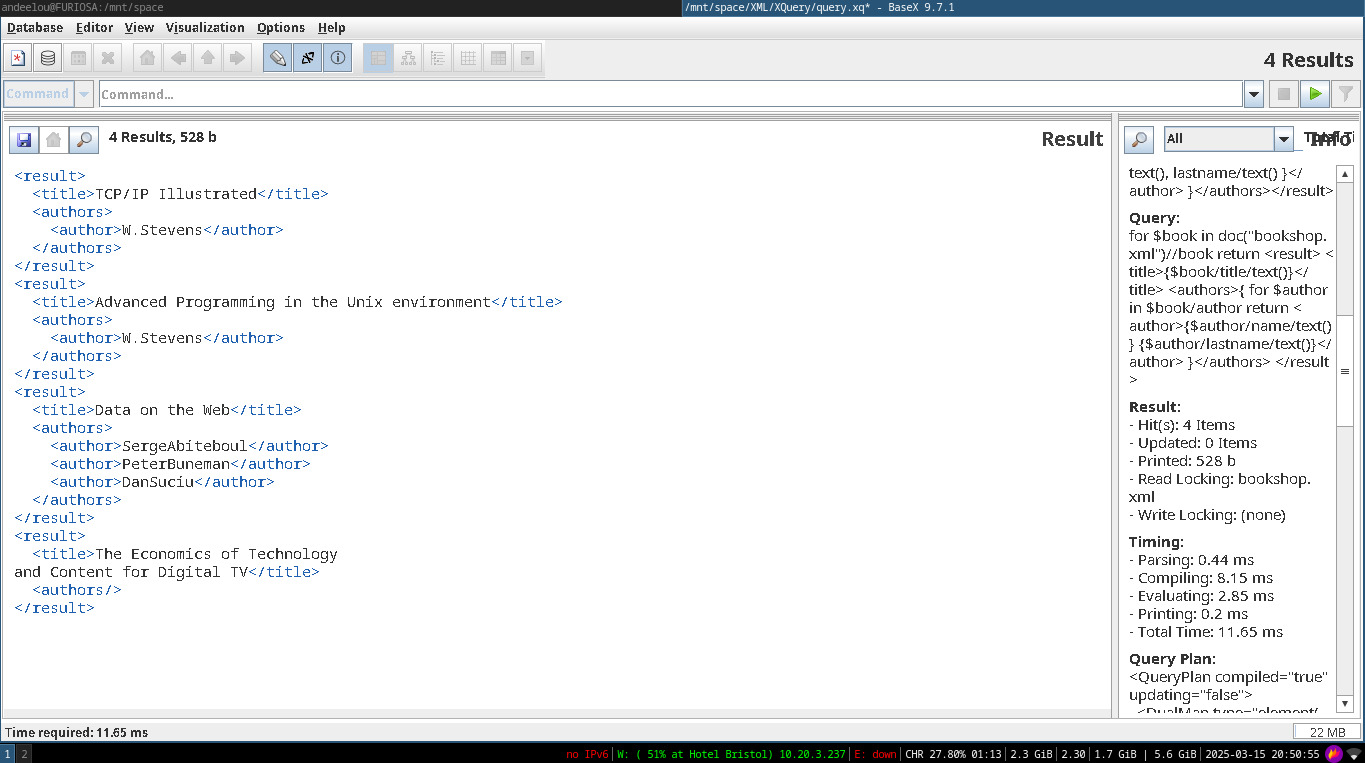 andeelou@FURIOSA:/mnt/space
/mnt/space/XML/XQuery/query.xq* - BaseX 9.7.1
Database Editor View Visualization Options Help
4 Results
Command
Command...
4 Results, 528 b
Result
All
Info
<result>
<title>TCP/IP Illustrated</title>
<authors>
<author>W.Stevens</author>
</authors>
</result>
<result>
<title>Advanced Programming in the Unix environment</title>
<authors>
<author>W.Stevens</author>
</authors>
</result>
<result>
<title>Data on the Web</title>
<authors>
<author>SergeAbiteboul</author>
<author>PeterBuneman</author>
<author>DanSuciu</author>
</authors>
</result>
<result>
<title>The Economics of Technology
and Content for Digital TV</title>
<authors/>
</result>
text(), lastname/text() }</
author> }</authors></result>
Query:
for $book in doc("bookshop.
xml")//book return <result> <
title>{$book/title/text()}</
title> <authors>{ for $author
in $book/author return <
author>{$author/name/text()
} {$author/lastname/text()}</
author> }</authors> </result
>
Result:
- Hit(s): 4 Items
- Updated: 0 Items
- Printed: 528 b
- Read Locking: bookshop.
xml
- Write Locking: (none)
Timing:
- Parsing: 0.44 ms
- Compiling: 8.15 ms
- Evaluating: 2.85 ms
- Printing: 0.2 ms
- Total Time: 11.65 ms
Query Plan:
<QueryPlan compiled="true"
updating="false">
<DualMap type="element(
Time required: 11.65 ms
22 MB
1 2
no IPv6 | W: ( 51% at Hotel Bristol) 10.20.3.237 | E: down | CHR 27.80% 01:13 | 2.3 GiB | 2.30 | 1.7 GiB | 5.6 GiB | 2025-03-15 20:50:55